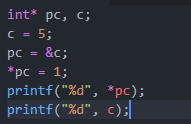 int* pc, c;
c = 5;
pc = &c;
*pc = 1;
printf("%d", *pc);
printf("%d", c);